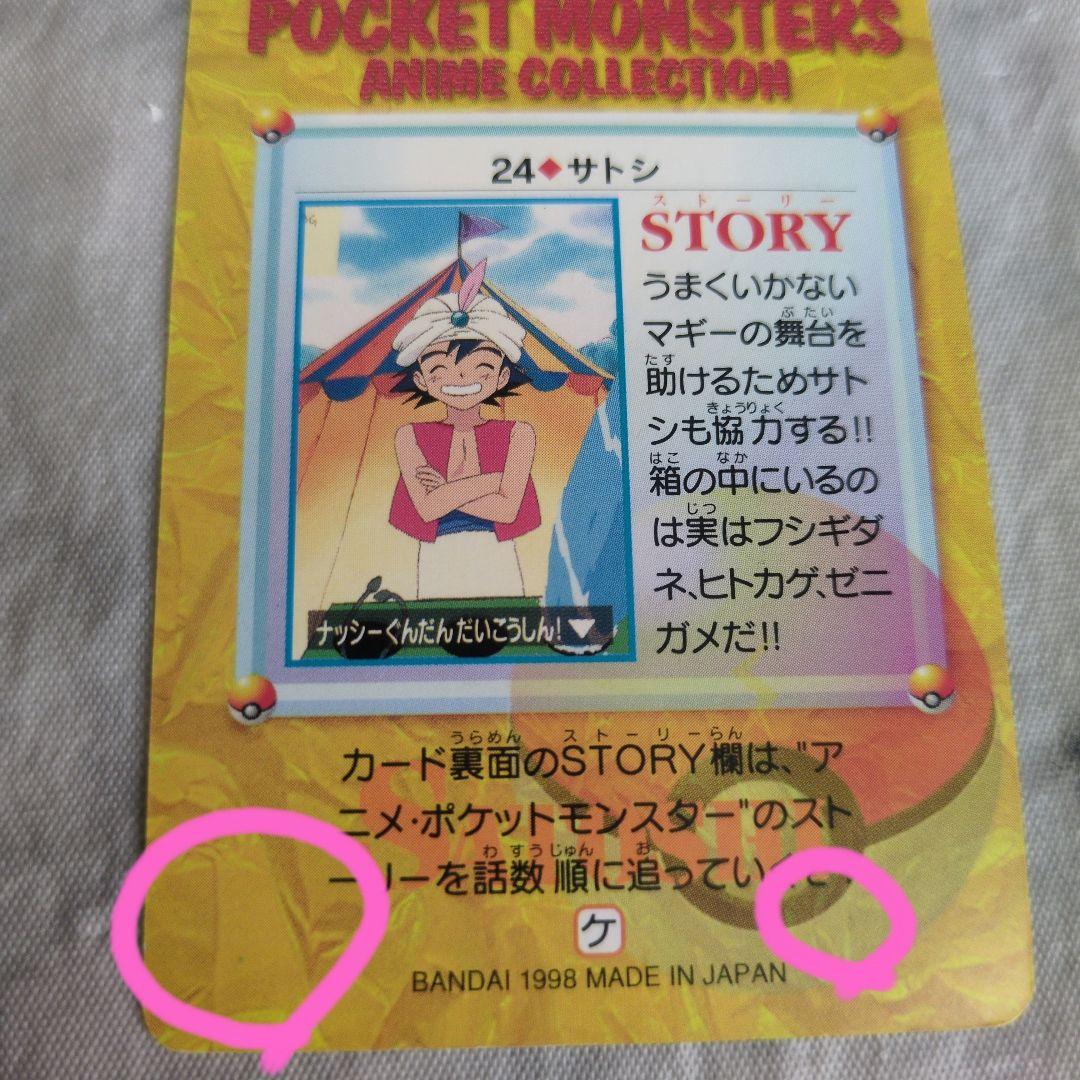 POCKET MONSTERS
ANIME COLLECTION
24◆サトシ
ストーリー
STORY
うまくいかない
ぶたい
マギーの舞台を
たす
助けるためサト
きょうりょく
シも協力する!!
はこ なか
箱の中にいるの
じつ
は実はフシギダ
ネ、ヒトカゲ、ゼニ
ガメだ!!
ナッシーぐんだんだいこうしん!▼
うらめん ストーリーらん
カード裏面のSTORY欄は、"ア
ニメ・ポケットモンスター"のスト
わすうじゅん お
ーリーを話数順に追ってい
ケ
BANDAI 1998 MADE IN JAPAN